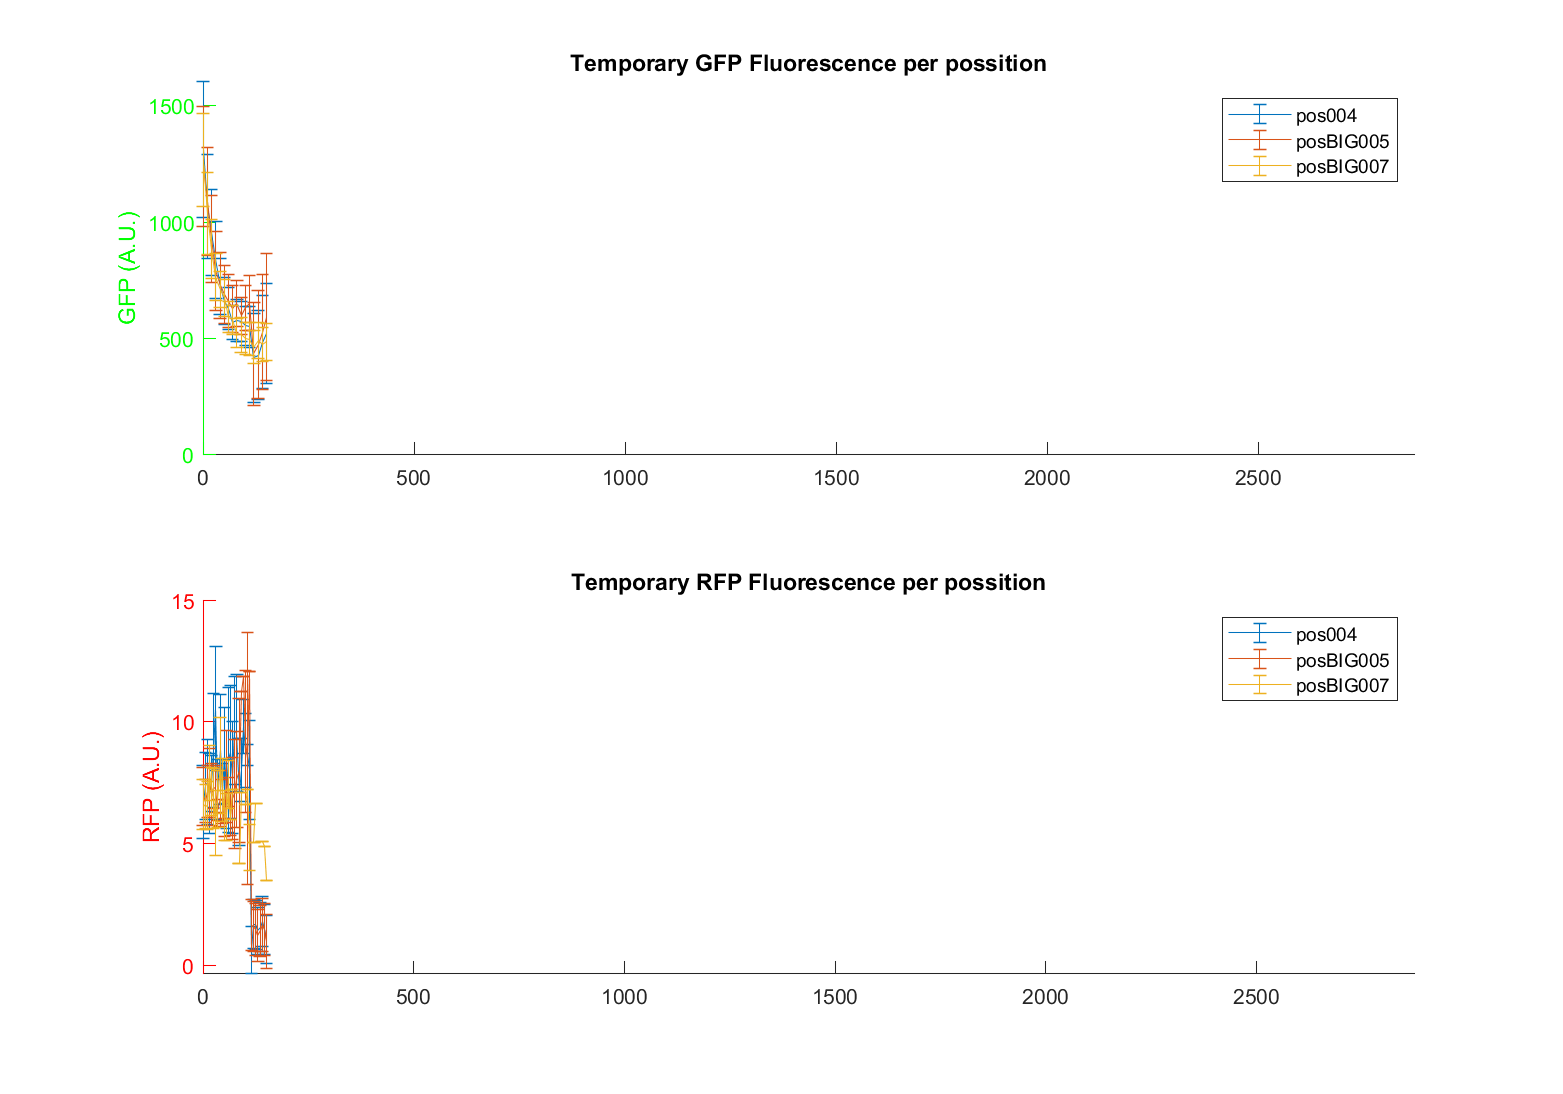 Temporary GFP Fluorescence per possition
GFP (A.U.)
1500
1000
500
0
0 500 1000 1500 2000 2500
pos004
posBIG005
posBIG007
Temporary RFP Fluorescence per possition
RFP (A.U.)
15
10
5
0
0 500 1000 1500 2000 2500
pos004
posBIG005
posBIG007